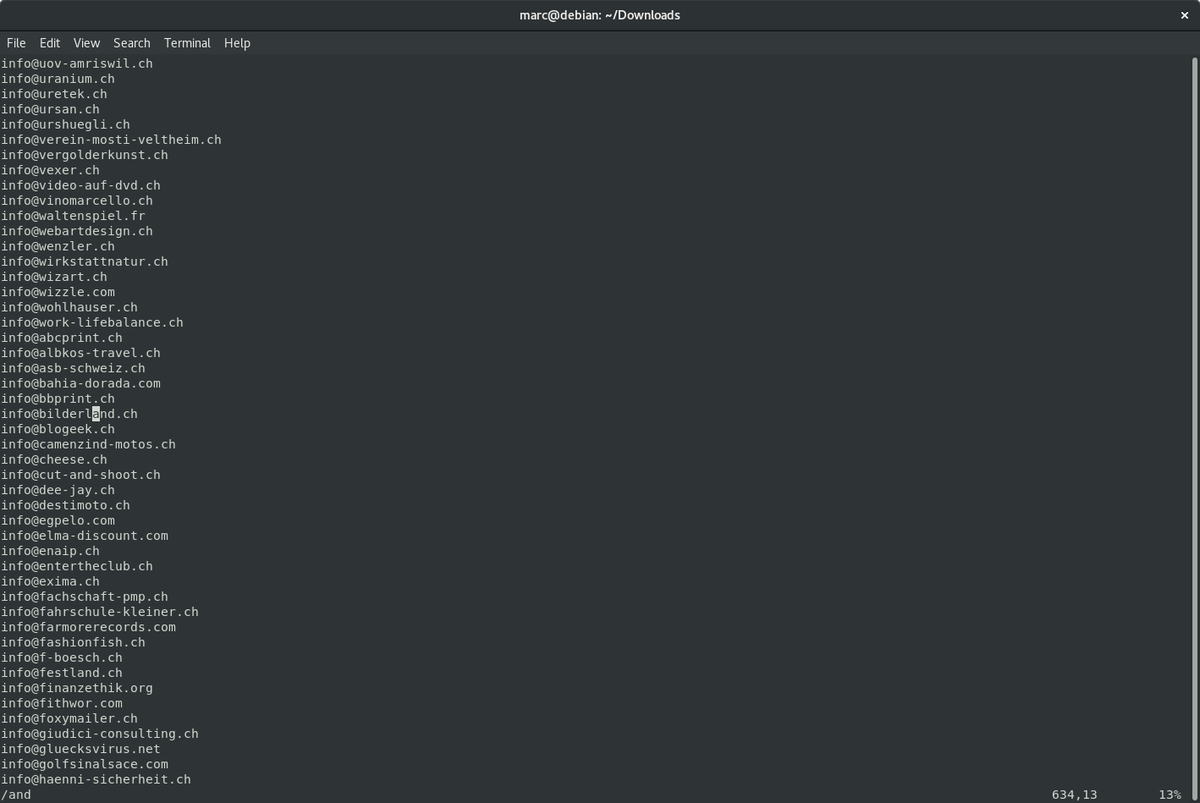 marc@debian: ~/Downloads
File Edit View Search Terminal Help
info@uov-amriswil.ch
info@uranium.ch
info@uretek.ch
info@ursan.ch
info@urshuegli.ch
info@verein-mosti-veltheim.ch
info@vergolderkunst.ch
info@vexer.ch
info@video-auf-dvd.ch
info@vinomarcello.ch
info@waltenspiel.fr
info@webartdesign.ch
info@wenzler.ch
info@wirkstattnatur.ch
info@wizart.ch
info@wizzle.com
info@wohlhauser.ch
info@work-lifebalance.ch
info@abcprint.ch
info@albkos-travel.ch
info@asb-schweiz.ch
info@bahia-dorada.com
info@bbprint.ch
info@bilderland.ch
info@blogeek.ch
info@camenzind-motos.ch
info@cheese.ch
info@cut-and-shoot.ch
info@dee-jay.ch
info@destimoto.ch
info@egpelo.com
info@elma-discount.com
info@enaip.ch
info@entertheclub.ch
info@exima.ch
info@fachschaft-pmp.ch
info@fahrschule-kleiner.ch
info@farmorerecords.com
info@fashionfish.ch
info@f-boesch.ch
info@festland.ch
info@finanzethik.org
info@fithwor.com
info@foxymailer.ch
info@giudici-consulting.ch
info@gluecksvirus.net
info@golfsinalsace.com
info@haenni-sicherheit.ch
/and 634,13 13%